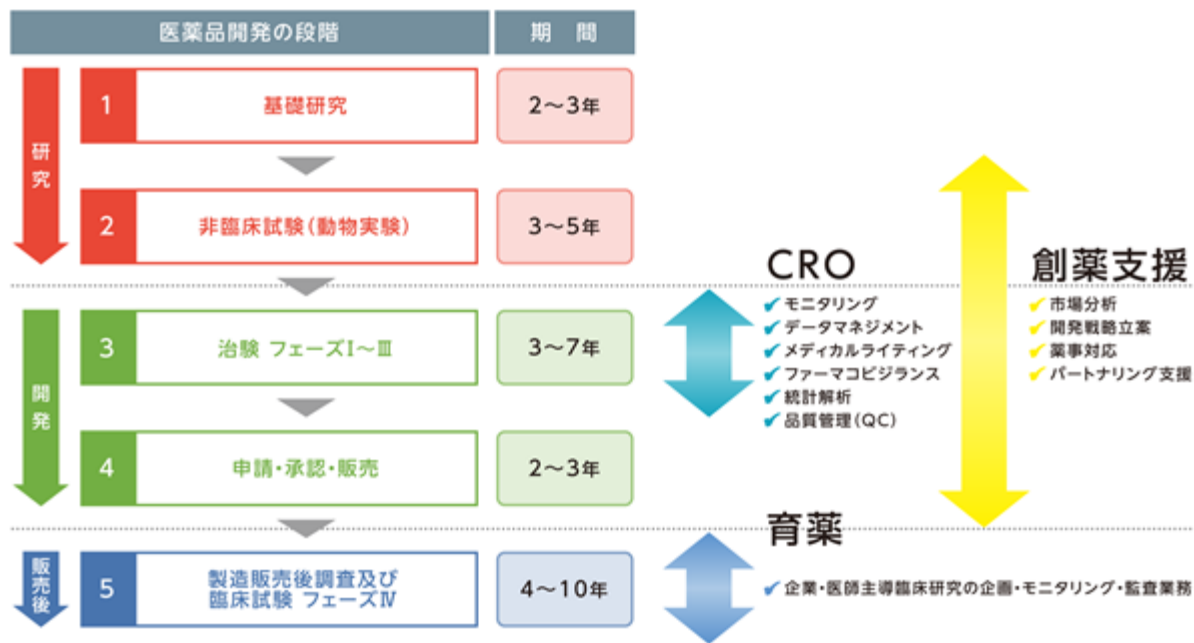 医薬品開発の段階
期 間
研究
1
基礎研究
2〜3年
2
非臨床試験(動物実験)
3〜5年
開発
3
治験 フェーズⅠ〜Ⅲ
3〜7年
4
申請・承認・販売
2〜3年
販売後
5
製造販売後調査及び
臨床試験 フェーズⅣ
4〜10年
CRO
✔モニタリング
✔データマネジメント
✔メディカルライティング
✔ファーマコビジランス
✔統計解析
✔品質管理(QC)
創薬支援
✔市場分析
✔開発戦略立案
✔薬事対応
✔パートナリング支援
育薬
✔企業・医師主導臨床研究の企画・モニタリング・監査業務